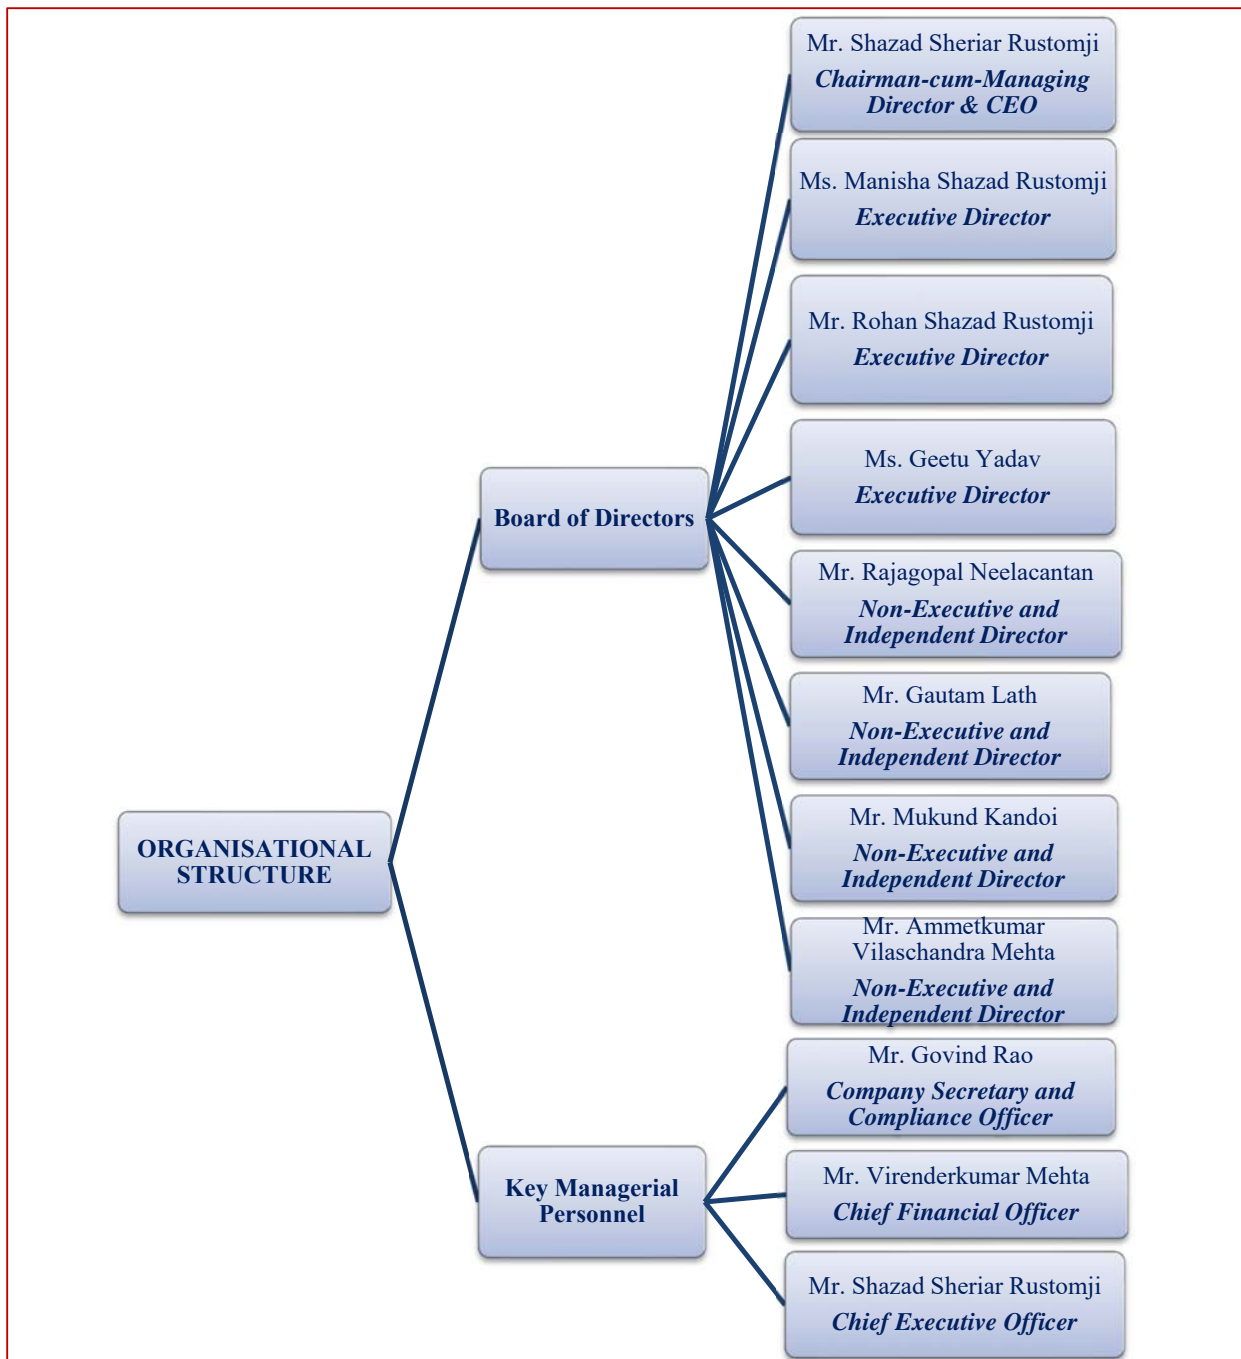 Mr. Shazad Sheriar Rustomji
Chairman-cum-Managing
Director & CEO
Ms. Manisha Shazad Rustomji
Executive Director
Mr. Rohan Shazad Rustomji
Executive Director
Ms. Geetu Yadav
Executive Director
Board of Directors
Mr. Rajagopal Neelacantan
Non-Executive and
Independent Director
Mr. Gautam Lath
Non-Executive and
Independent Director
Mr. Mukund Kandoi
Non-Executive and
Independent Director
ORGANISATIONAL
STRUCTURE
Mr. Ammetkumar
Vilaschandra Mehta
Non-Executive and
Independent Director
Mr. Govind Rao
Company Secretary and
Compliance Officer
Key Managerial
Personnel
Mr. Virenderkumar Mehta
Chief Financial Officer
Mr. Shazad Sheriar Rustomji
Chief Executive Officer